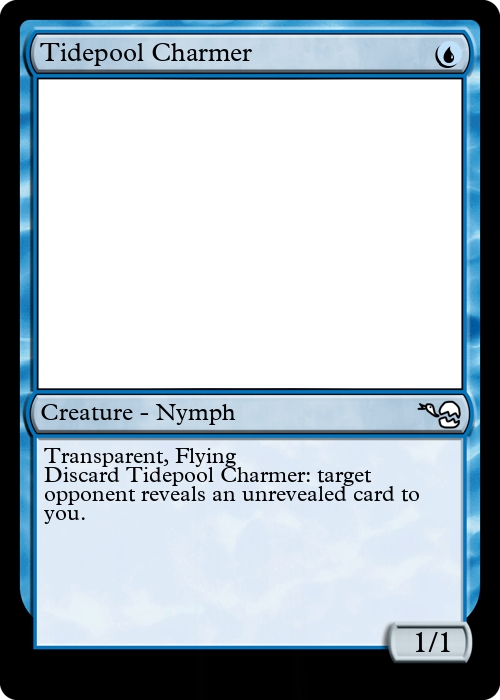 Tidepool Charmer
Creature - Nymph
Transparent, Flying
Discard Tidepool Charmer: target
opponent reveals an unrevealed card to
you.
1/1